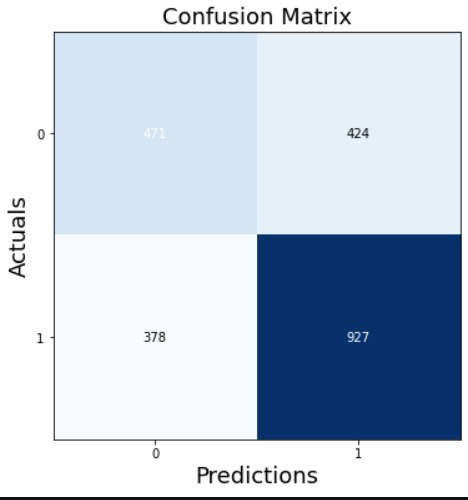 Confusion Matrix
0 471 424
Actuals
1 378 927
0 1
Predictions